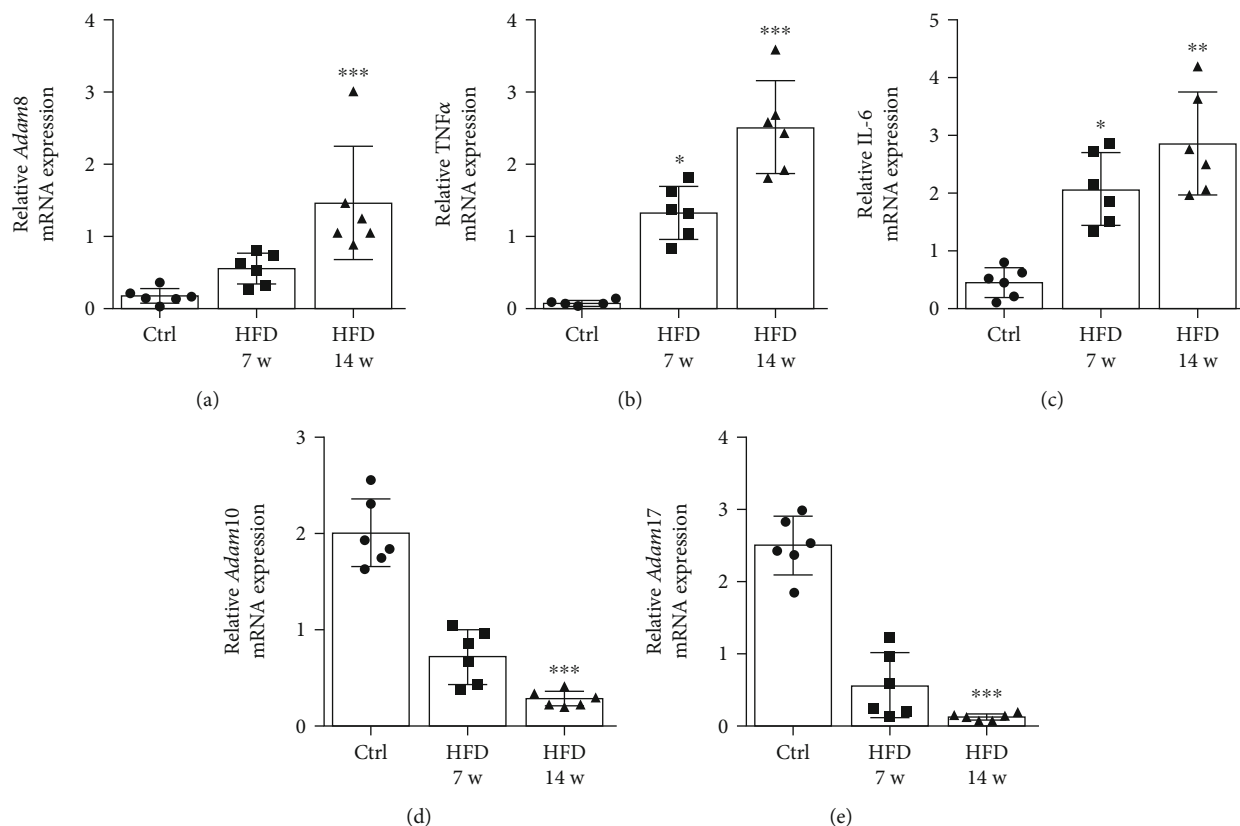 Relative Adam8
mRNA expression
4
3
2
1
0
***
Ctrl
HFD
7 w
HFD
14 w
(a)
Relative TNFα
mRNA expression
4
3
2
1
0
*
***
Ctrl
HFD
7 w
HFD
14 w
(b)
Relative IL-6
mRNA expression
5
4
3
2
1
0
*
**
Ctrl
HFD
7 w
HFD
14 w
(c)
Relative Adam10
mRNA expression
3
2
1
0
***
Ctrl
HFD
7 w
HFD
14 w
(d)
Relative Adam17
mRNA expression
4
3
2
1
0
***
Ctrl
HFD
7 w
HFD
14 w
(e)